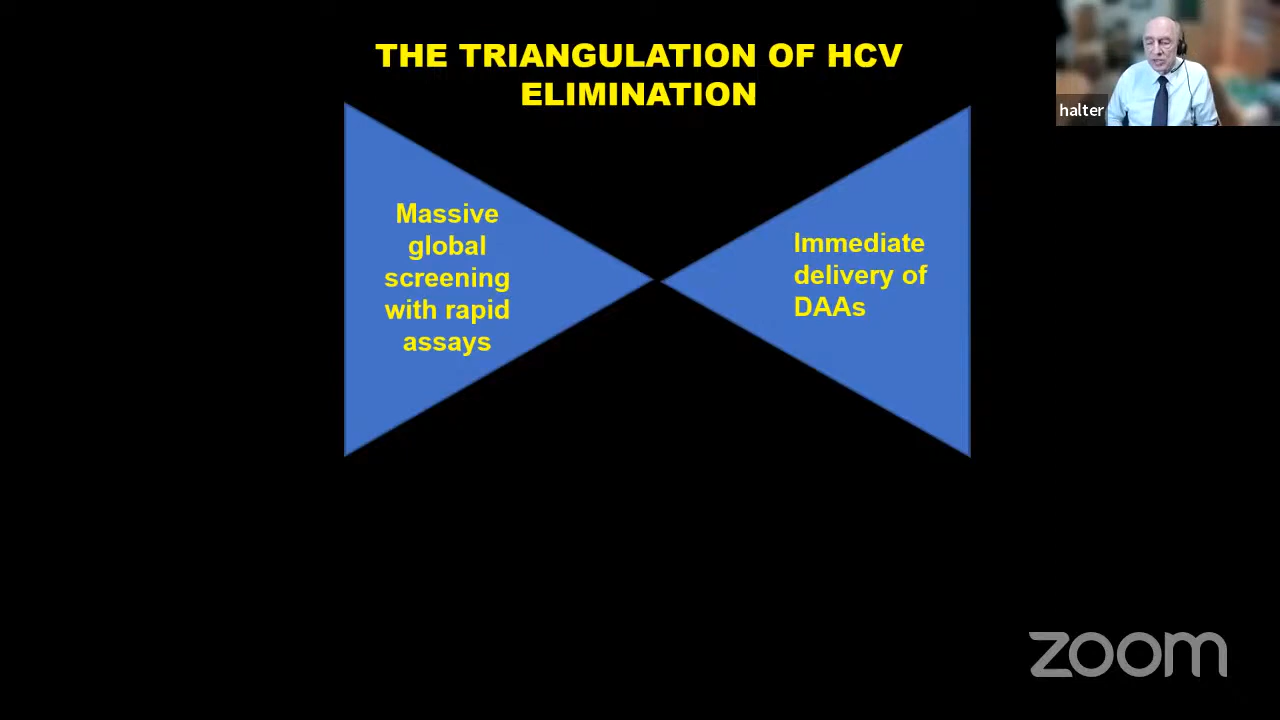 THE TRIANGULATION OF HCV
ELIMINATION
halter
Massive
global
screening
with rapid
assays
Immediate
delivery of
DAAs
zoom